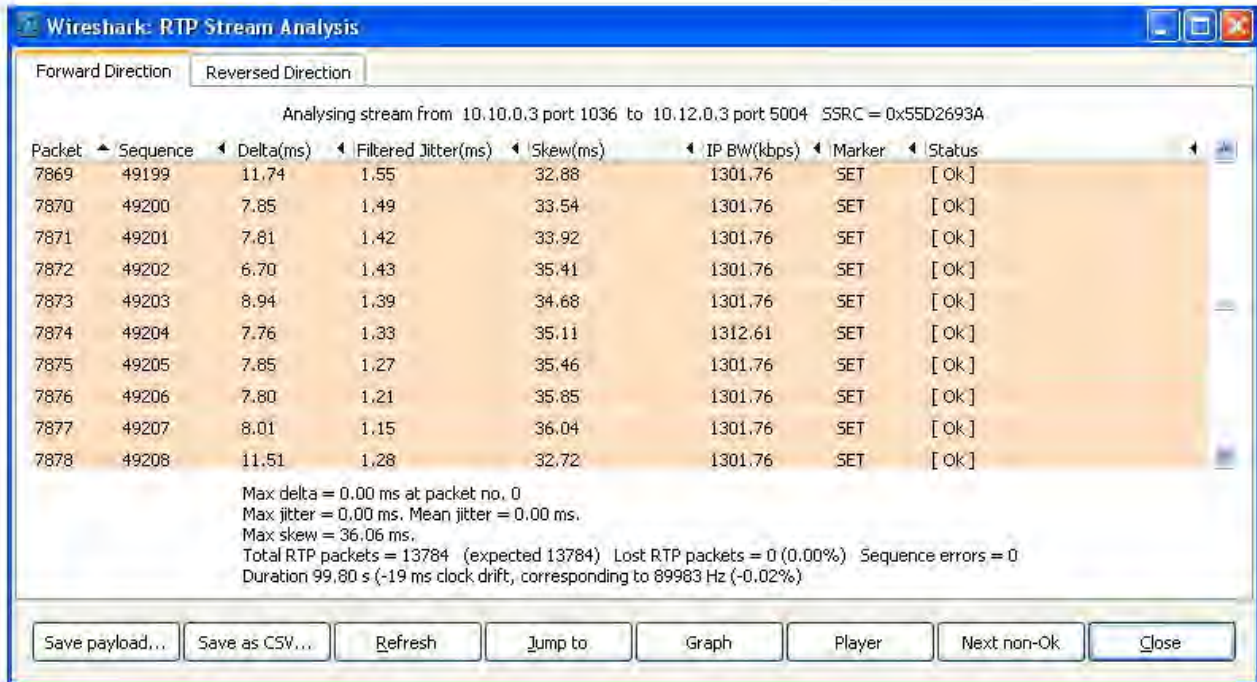 Wireshark: RTP Stream Analysis
Forward Direction Reversed Direction
Analysing stream from 10.10.0.3 port 1036 to 10.12.0.3 port 5004 SSRC = 0x55D2693A
Packet Sequence Delta(ms) Filtered Jitter(ms) Skew(ms) IP BW(kbps) Marker Status
7869 49199 11.74 1.55 32.88 1301.76 SET [ Ok ]
7870 49200 7.85 1.49 33.54 1301.76 SET [ Ok ]
7871 49201 7.81 1.42 33.92 1301.76 SET [ Ok ]
7872 49202 6.70 1.43 35.41 1301.76 SET [ Ok ]
7873 49203 8.94 1.39 34.68 1301.76 SET [ Ok ]
7874 49204 7.76 1.33 35.11 1312.61 SET [ Ok ]
7875 49205 7.85 1.27 35.46 1301.76 SET [ Ok ]
7876 49206 7.80 1.21 35.85 1301.76 SET [ Ok ]
7877 49207 8.01 1.15 36.04 1301.76 SET [ Ok ]
7878 49208 11.51 1.28 32.72 1301.76 SET [ Ok ]
Max delta = 0.00 ms at packet no. 0
Max jitter = 0.00 ms. Mean jitter = 0.00 ms.
Max skew = 36.06 ms.
Total RTP packets = 13784 (expected 13784) Lost RTP packets = 0 (0.00%) Sequence errors = 0
Duration 99.80 s (-19 ms clock drift, corresponding to 89983 Hz (-0.02%)
Save payload... Save as CSV... Refresh Jump to Graph Player Next non-Ok Close